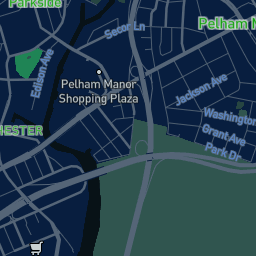 Parkside
Secor Ln
Pelham M
Edison Ave
Pelham Manor
Shopping Plaza
Jackson Ave
Washington
HESTER
Grant Ave
Park Dr